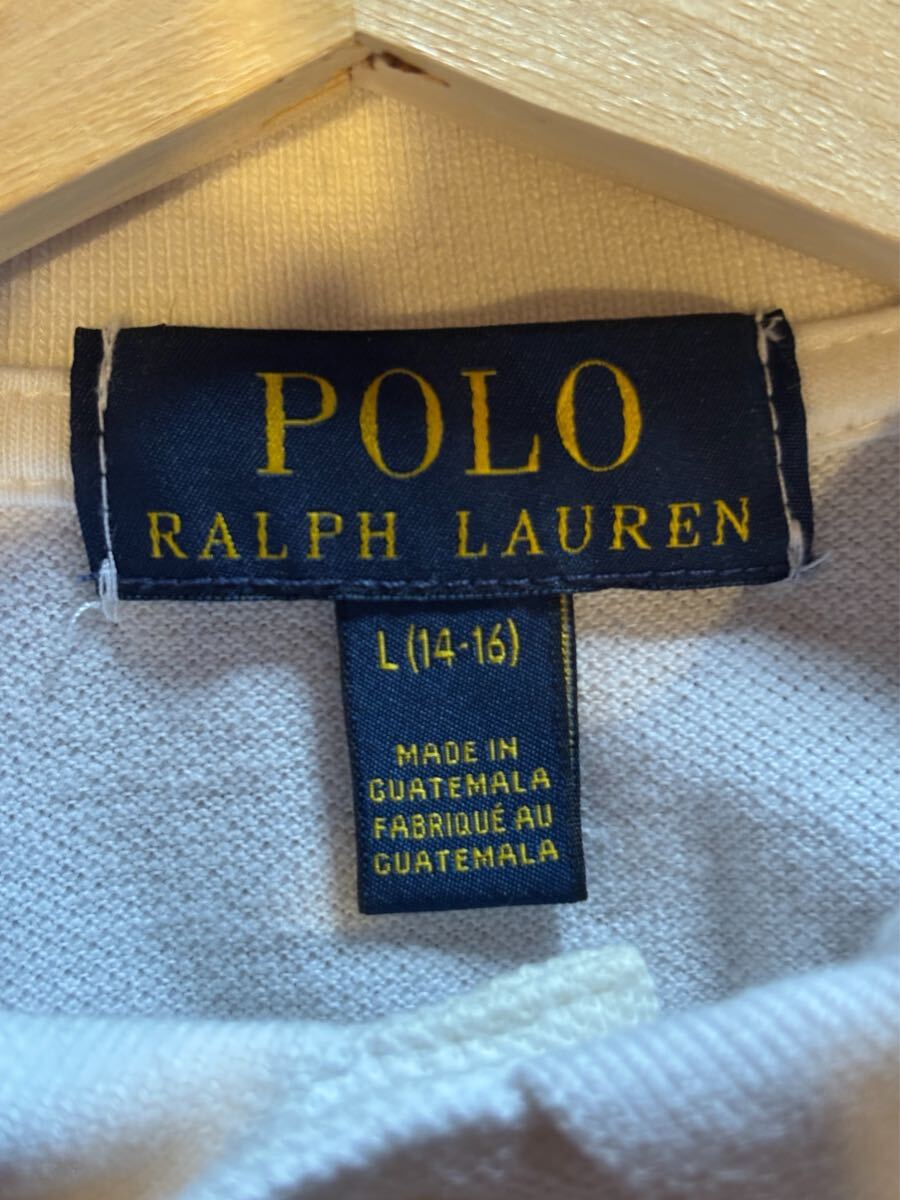 POLO
RALPH LAUREN
L (14-16)
MADE IN
GUATEMALA
FABRIQUÉ AU
GUATEMALA